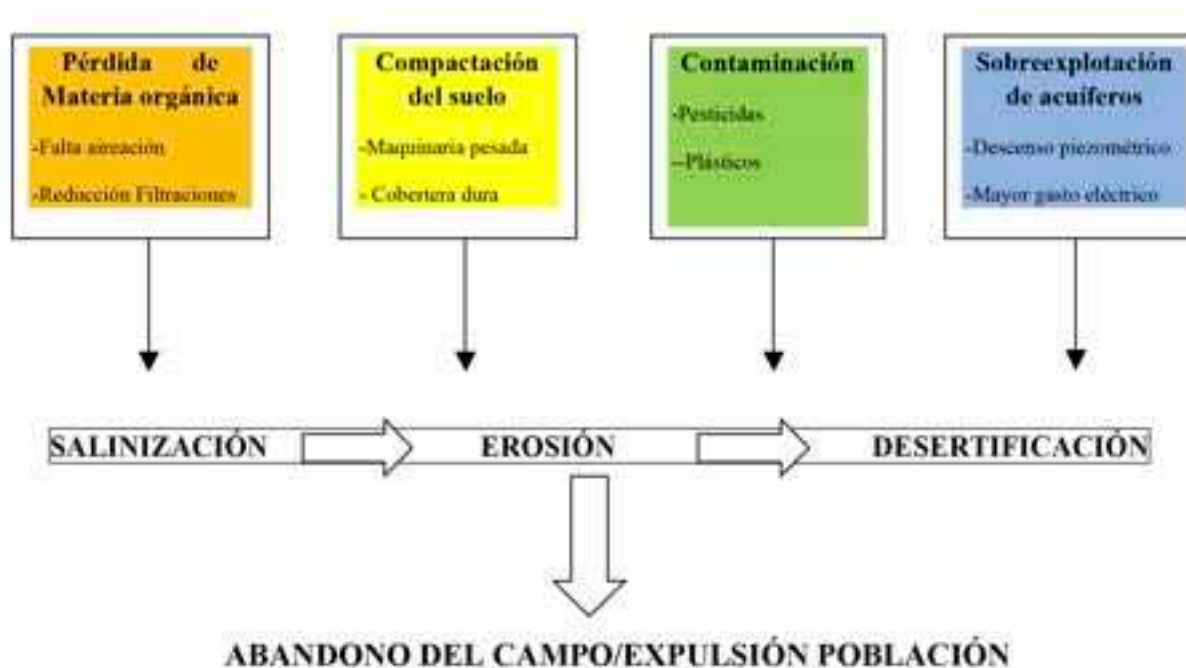 Pérdida de
Materia orgánica
-Falta aireación
-Reducción Filtraciones
Compactación
del suelo
-Maquinaria pesada
- Cobertera dura
Contaminación
-Pesticidas
--Plásticos
Sobreexplotación
de acuíferos
-Descenso piezométrico
-Mayor gasto eléctrico
SALINIZACIÓN
EROSIÓN
DESERTIFICACIÓN
ABANDONO DEL CAMPO/EXPULSIÓN POBLACIÓN